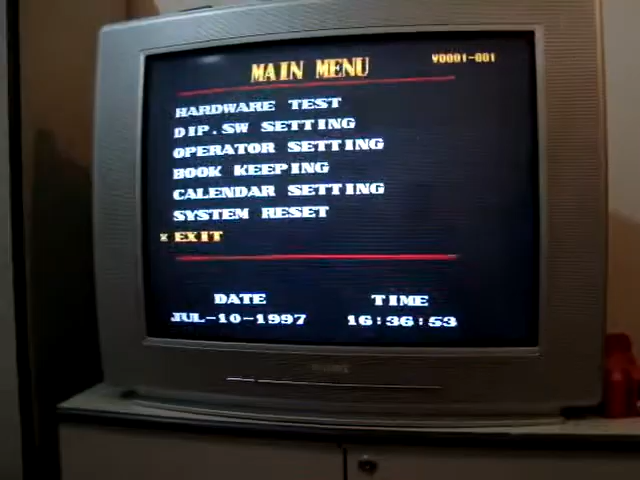 MAIN MENU
V0001-001
HARDWARE TEST
DIP.SW SETTING
OPERATOR SETTING
BOOK KEEPING
CALENDAR SETTING
SYSTEM RESET
EXIT
DATE TIME
JUL-10-1997 16:36:53